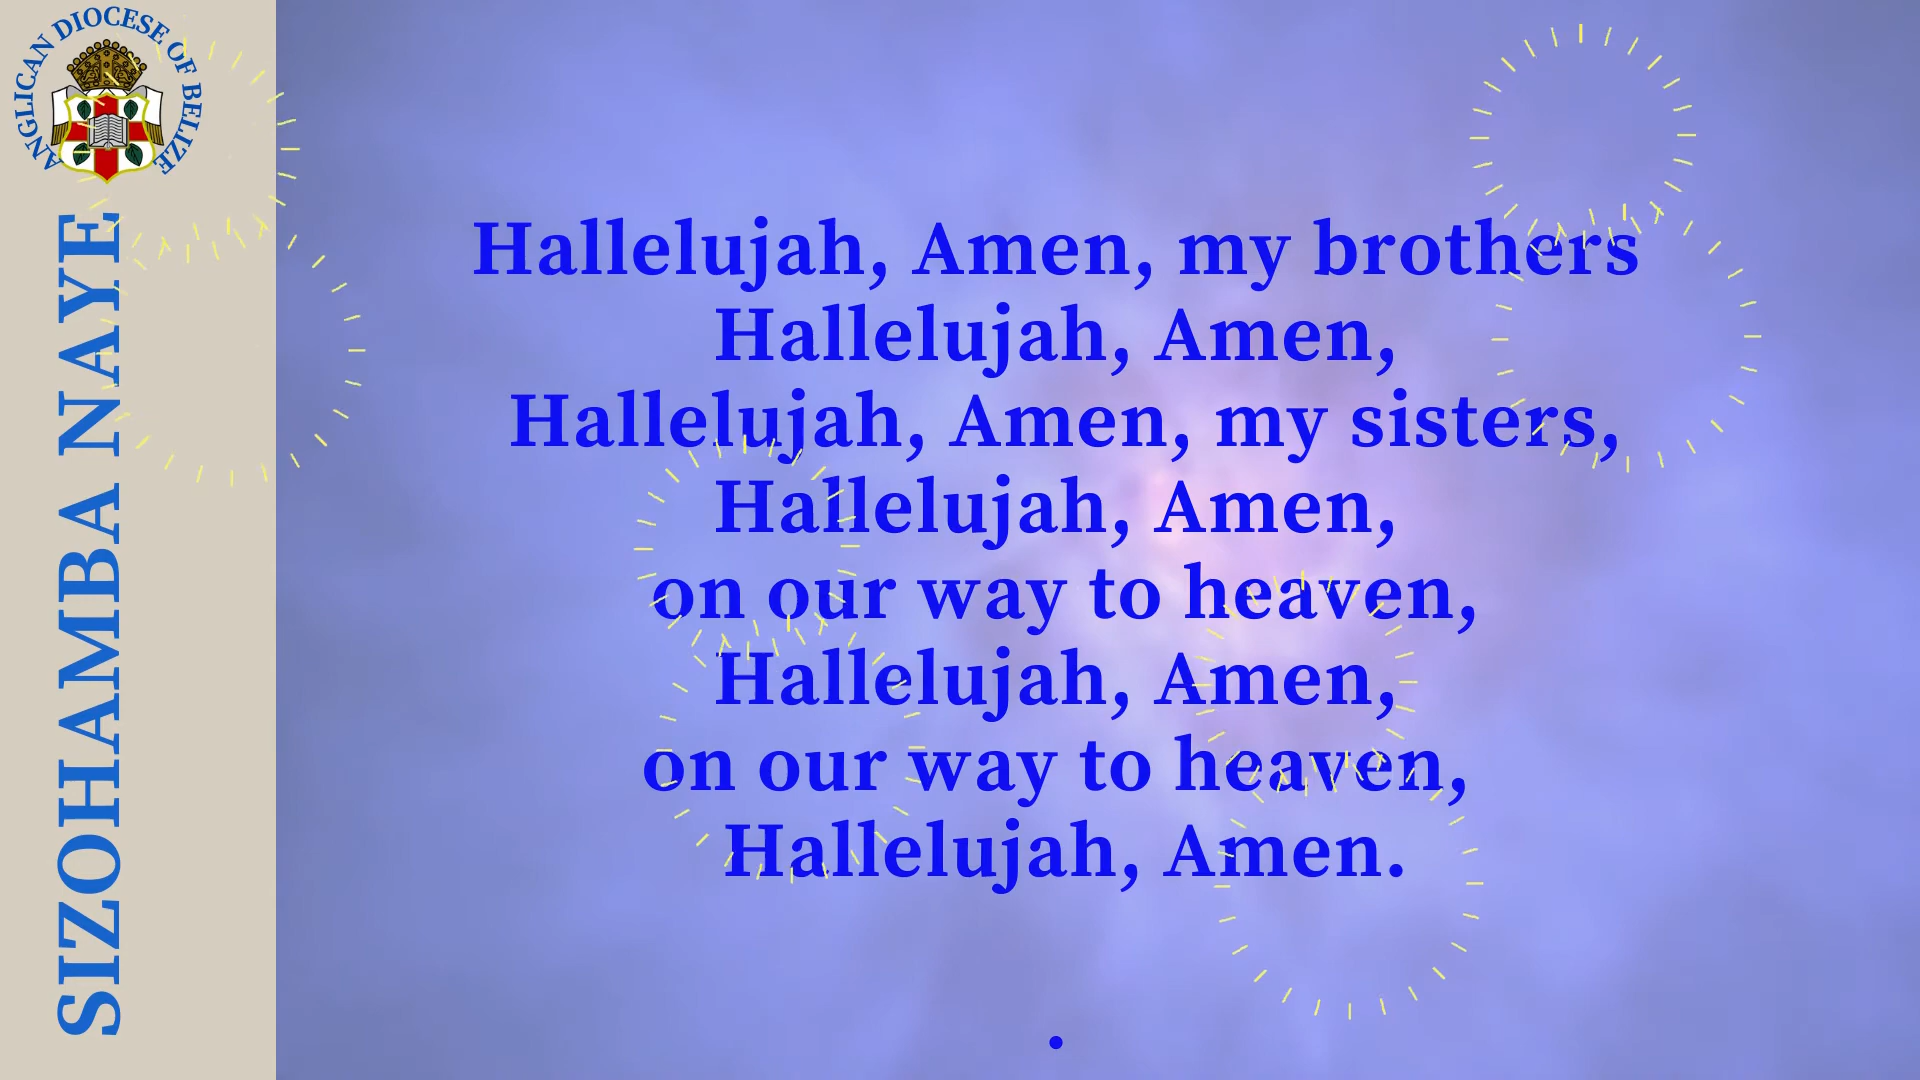 ANGLICAN DIOCESE OF BELIZE
SIZOHAMBA NAYE
Hallelujah, Amen, my brothers
Hallelujah, Amen,
Hallelujah, Amen, my sisters,
Hallelujah, Amen,
on our way to heaven,
Hallelujah, Amen,
on our way to heaven,
Hallelujah, Amen.
.